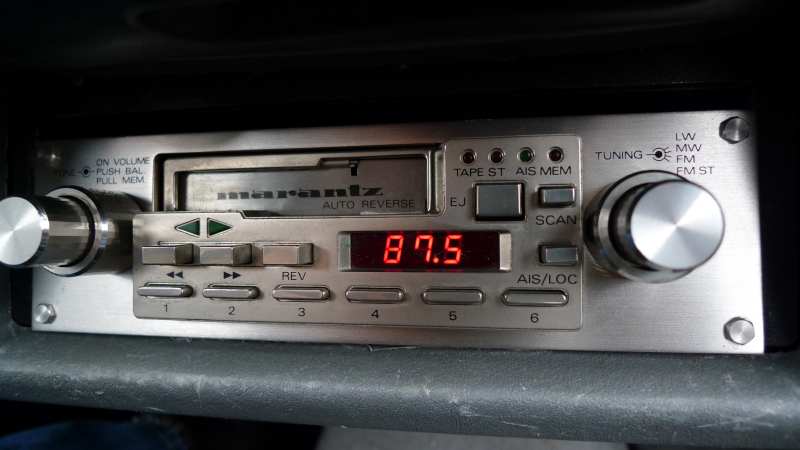 TONE
ON VOLUME
PUSH BAL.
PULL MEM.
marantz
AUTO REVERSE
TAPE ST AIS MEM
EJ
SCAN
TUNING
LW
MW
FM
FM ST
87.5
◀◀ ▶▶ REV
AIS/LOC
1 2 3 4 5 6